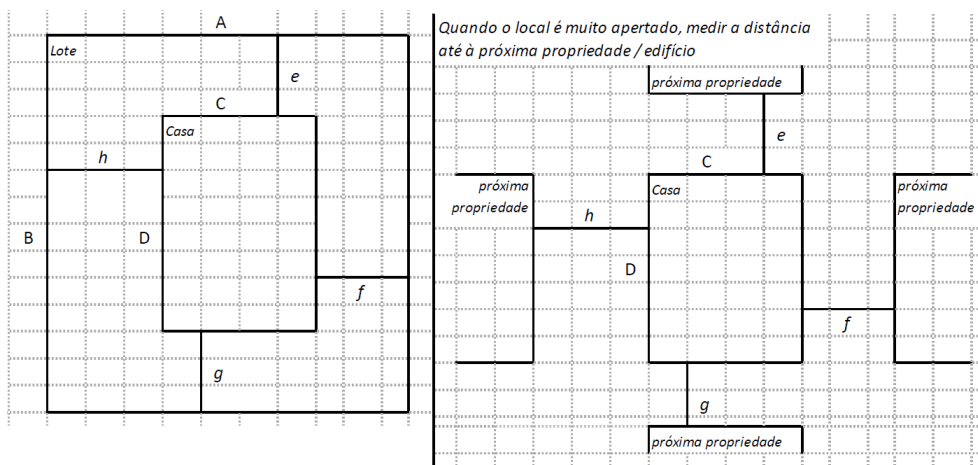 A
Lote
e
C
Casa
h
B
D
f
g
Quando o local é muito apertado, medir a distância
até à próxima propriedade / edifício
próxima propriedade
e
C
próxima
propriedade
Casa
próxima
propriedade
h
D
f
g
próxima propriedade